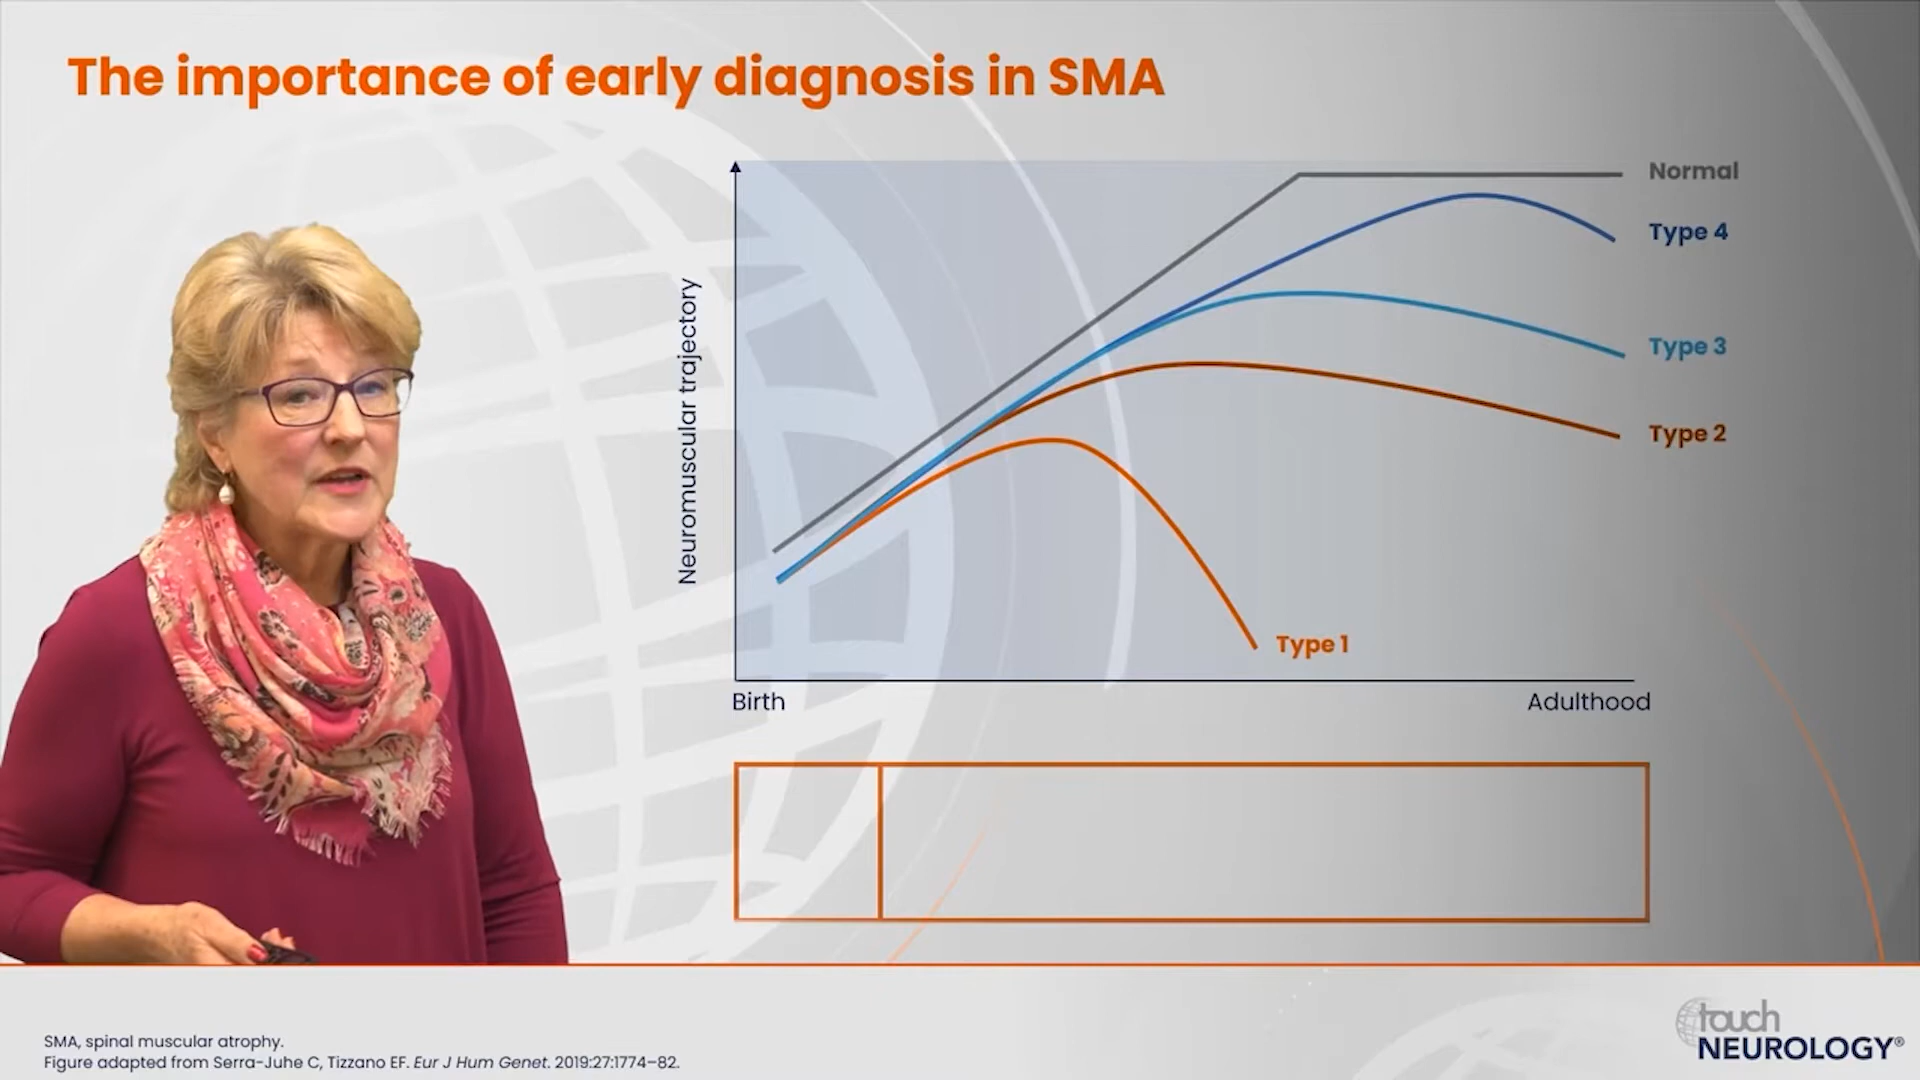 The importance of early diagnosis in SMA
Normal
Type 4
Type 3
Type 2
Type 1
Neuromuscular trajectory
Birth
Adulthood
SMA, spinal muscular atrophy.
Figure adapted from Serra-Juhe C, Tizzano EF. Eur J Hum Genet. 2019:27:1774–82.
touch
NEUROLOGY®